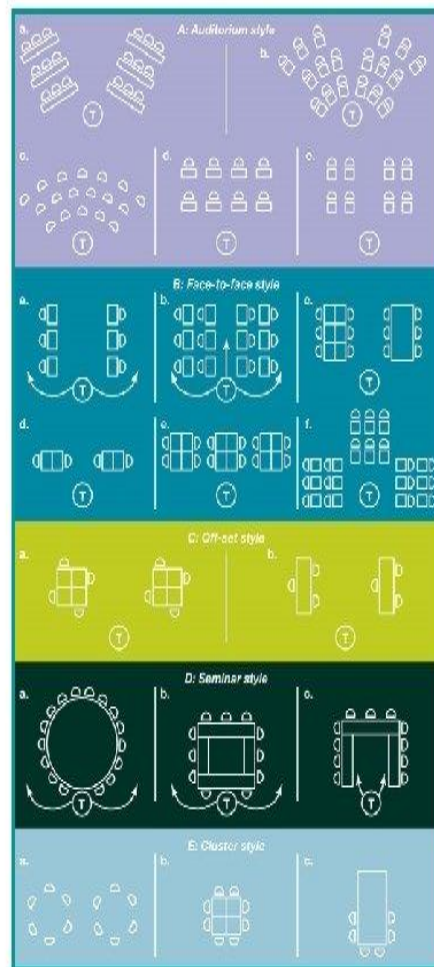 A: Auditorium style
a.
b.
T
T
c.
d.
e.
T
T
T
B: Face-to-face style
a.
b.
c.
T
T
T
d.
e.
f.
T
T
T
C: Off-set style
a.
b.
T
T
D: Seminar style
a.
b.
c.
T
T
T
E: Cluster style
a.
b.
c.